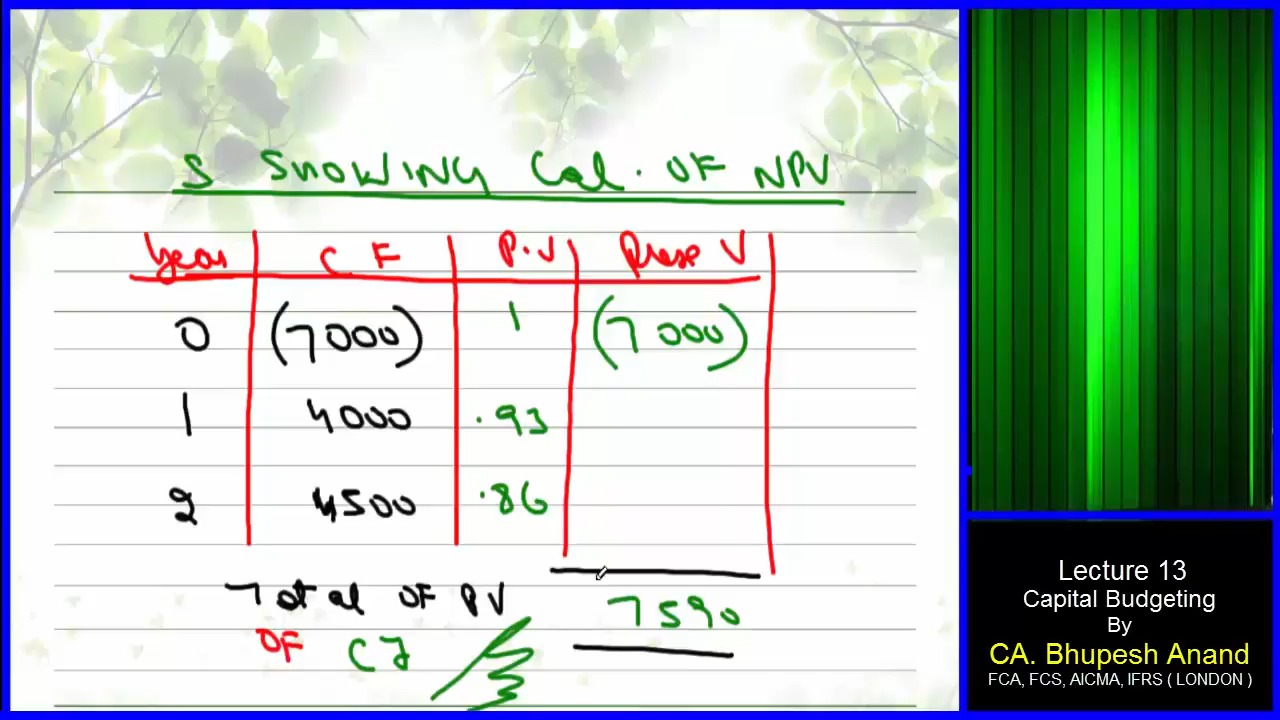 S SHOWING Cal. OF NPV
Year CF P.V Prese V
0 (7000) 1 (7000)
1 4000 .93
2 4500 .86
Total OF PV 7590
OF
Lecture 13
Capital Budgeting
By
CA. Bhupesh Anand
FCA, FCS, AICMA, IFRS ( LONDON )